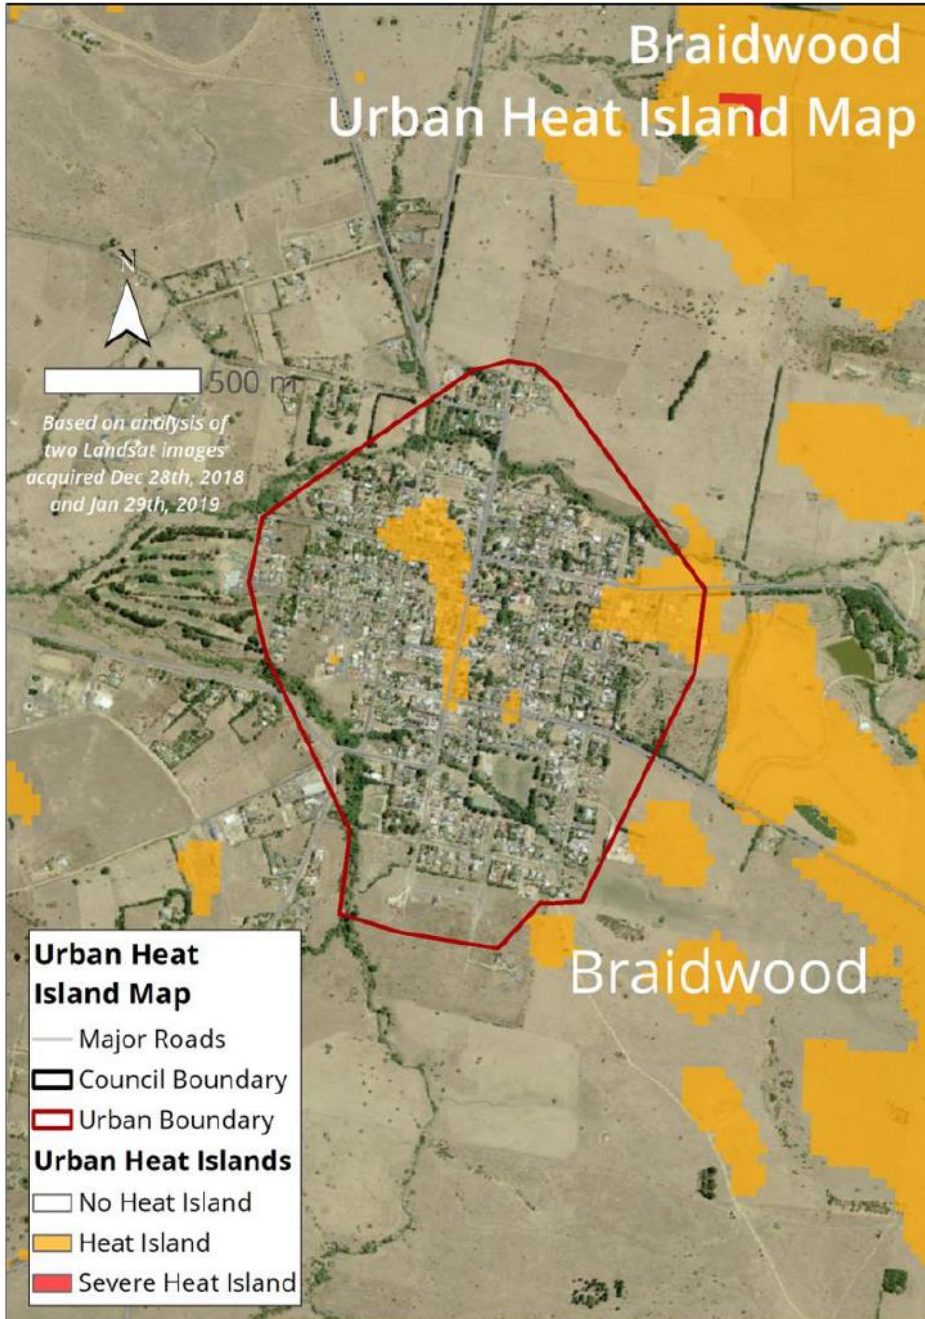 Braidwood
Urban Heat Island Map
N
500 m
Based on analysis of
two Landsat images
acquired Dec 28th, 2018
and Jan 29th, 2019
Braidwood
Urban Heat
Island Map
Major Roads
Council Boundary
Urban Boundary
Urban Heat Islands
No Heat Island
Heat Island
Severe Heat Island